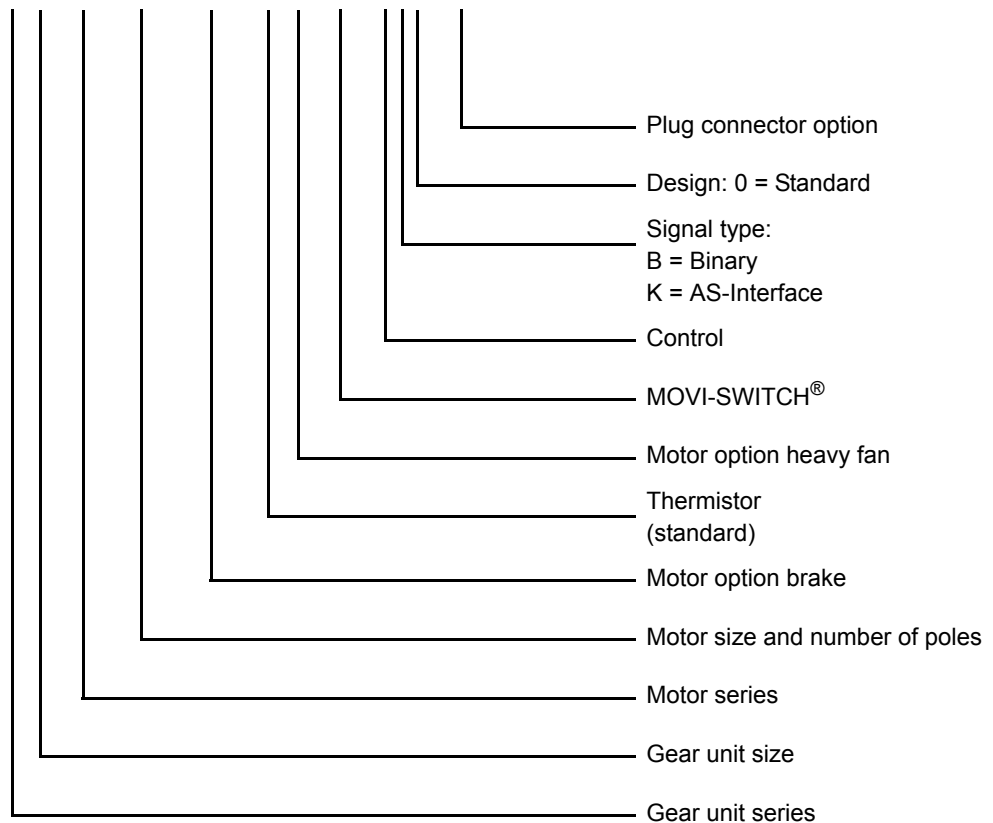 Plug connector option
Design: 0 = Standard
Signal type:
B = Binary
K = AS-Interface
Control
MOVI-SWITCH®
Motor option heavy fan
Thermistor
(standard)
Motor option brake
Motor size and number of poles
Motor series
Gear unit size
Gear unit series